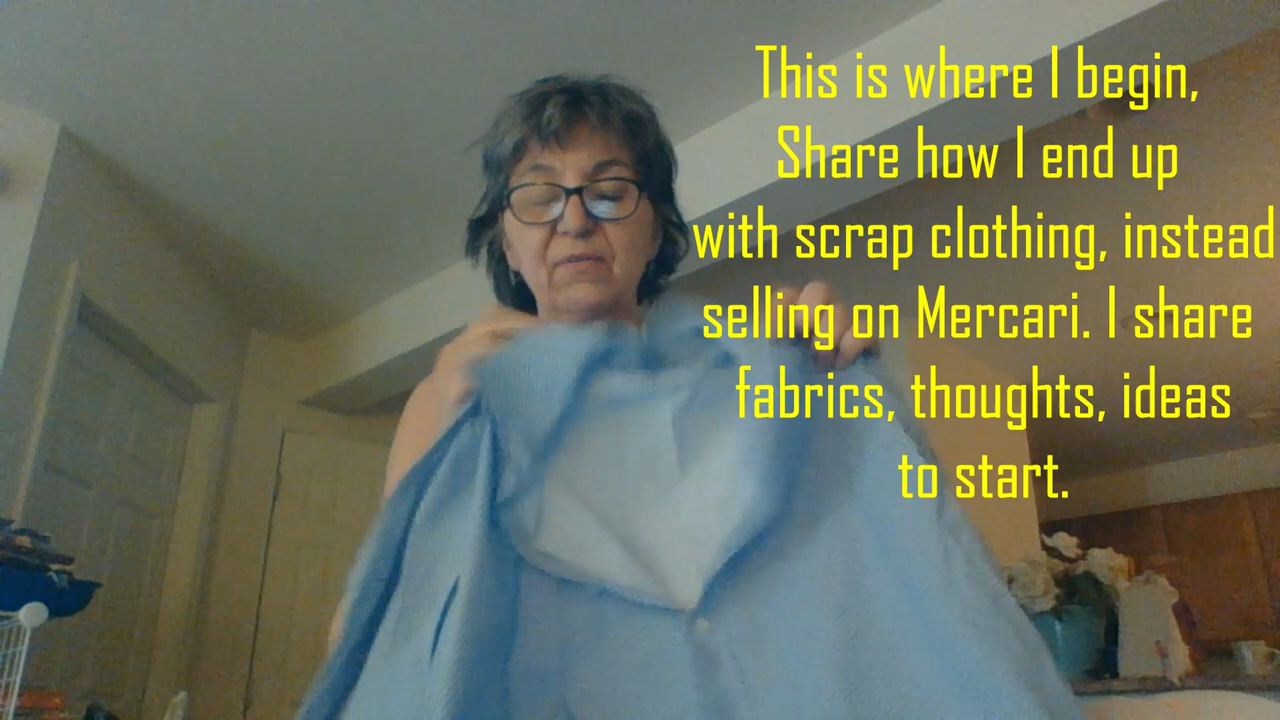 This is where I begin,
Share how I end up
with scrap clothing, instead
selling on Mercari. I share
fabrics, thoughts, ideas
to start.